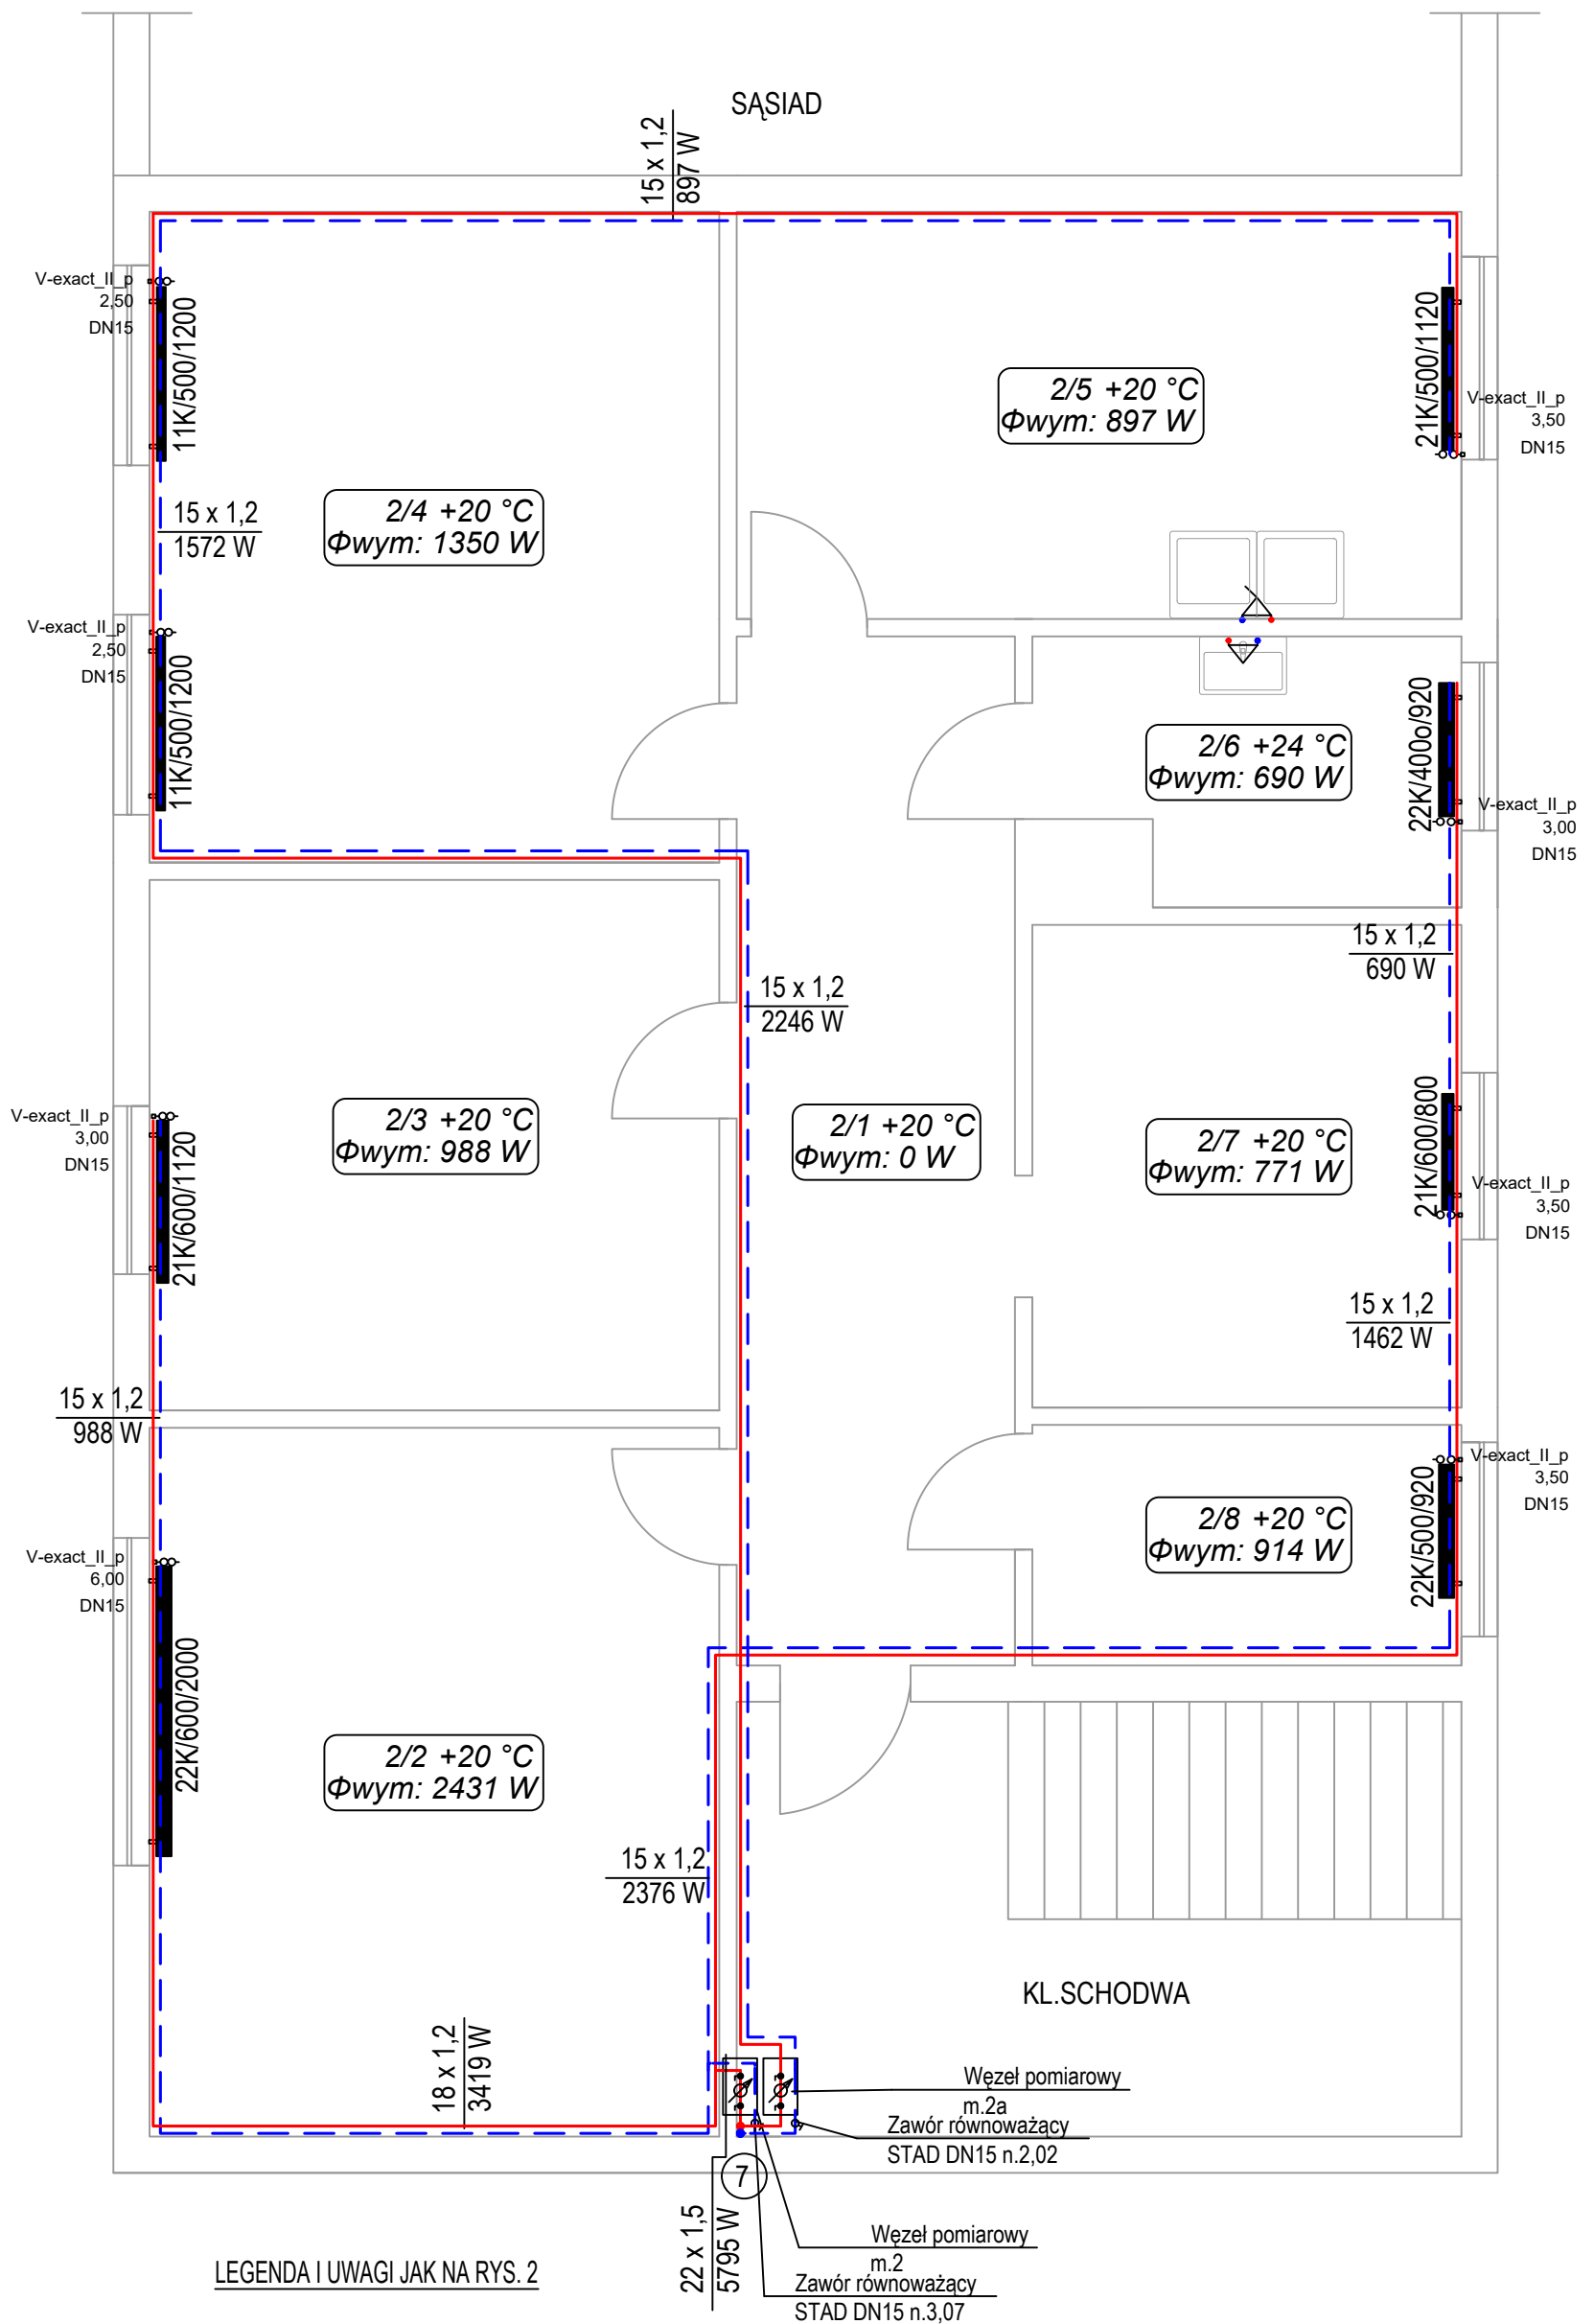 SĄSIAD
15 x 1,2
897 W
V-exact_II_p
2,50
DN15
11K/500/1200
2/4 +20 °C
Φwym: 1350 W
15 x 1,2
1572 W
2/5 +20 °C
Φwym: 897 W
21K/500/1120
V-exact_II_p
3,50
DN15
V-exact_II_p
2,50
DN15
11K/500/1200
2/6 +24 °C
Φwym: 690 W
22K/400o/920
V-exact_II_p
3,00
DN15
15 x 1,2
690 W
15 x 1,2
2246 W
V-exact_II_p
3,00
DN15
21K/600/1120
2/3 +20 °C
Φwym: 988 W
2/1 +20 °C
Φwym: 0 W
2/7 +20 °C
Φwym: 771 W
21K/600/800
V-exact_II_p
3,50
DN15
15 x 1,2
1462 W
15 x 1,2
988 W
V-exact_II_p
3,50
DN15
22K/500/920
2/8 +20 °C
Φwym: 914 W
V-exact_II_p
6,00
DN15
22K/600/2000
2/2 +20 °C
Φwym: 2431 W
15 x 1,2
2376 W
KL.SCHODWA
18 x 1,2
3419 W
Węzeł pomiarowy
m.2a
Zawór równoważący
STAD DN15 n.2,02
7
22 x 1,5
5795 W
Węzeł pomiarowy
m.2
Zawór równoważący
STAD DN15 n.3,07
LEGENDA I UWAGI JAK NA RYS. 2